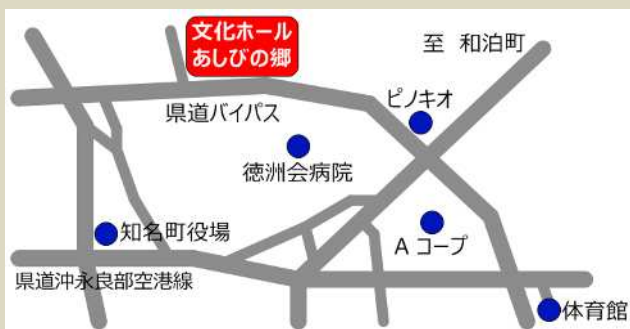 文化ホール
あしびの郷
至 和泊町
ピノキオ
県道バイパス
徳洲会病院
知名町役場
A コープ
県道沖永良部空港線
体育館